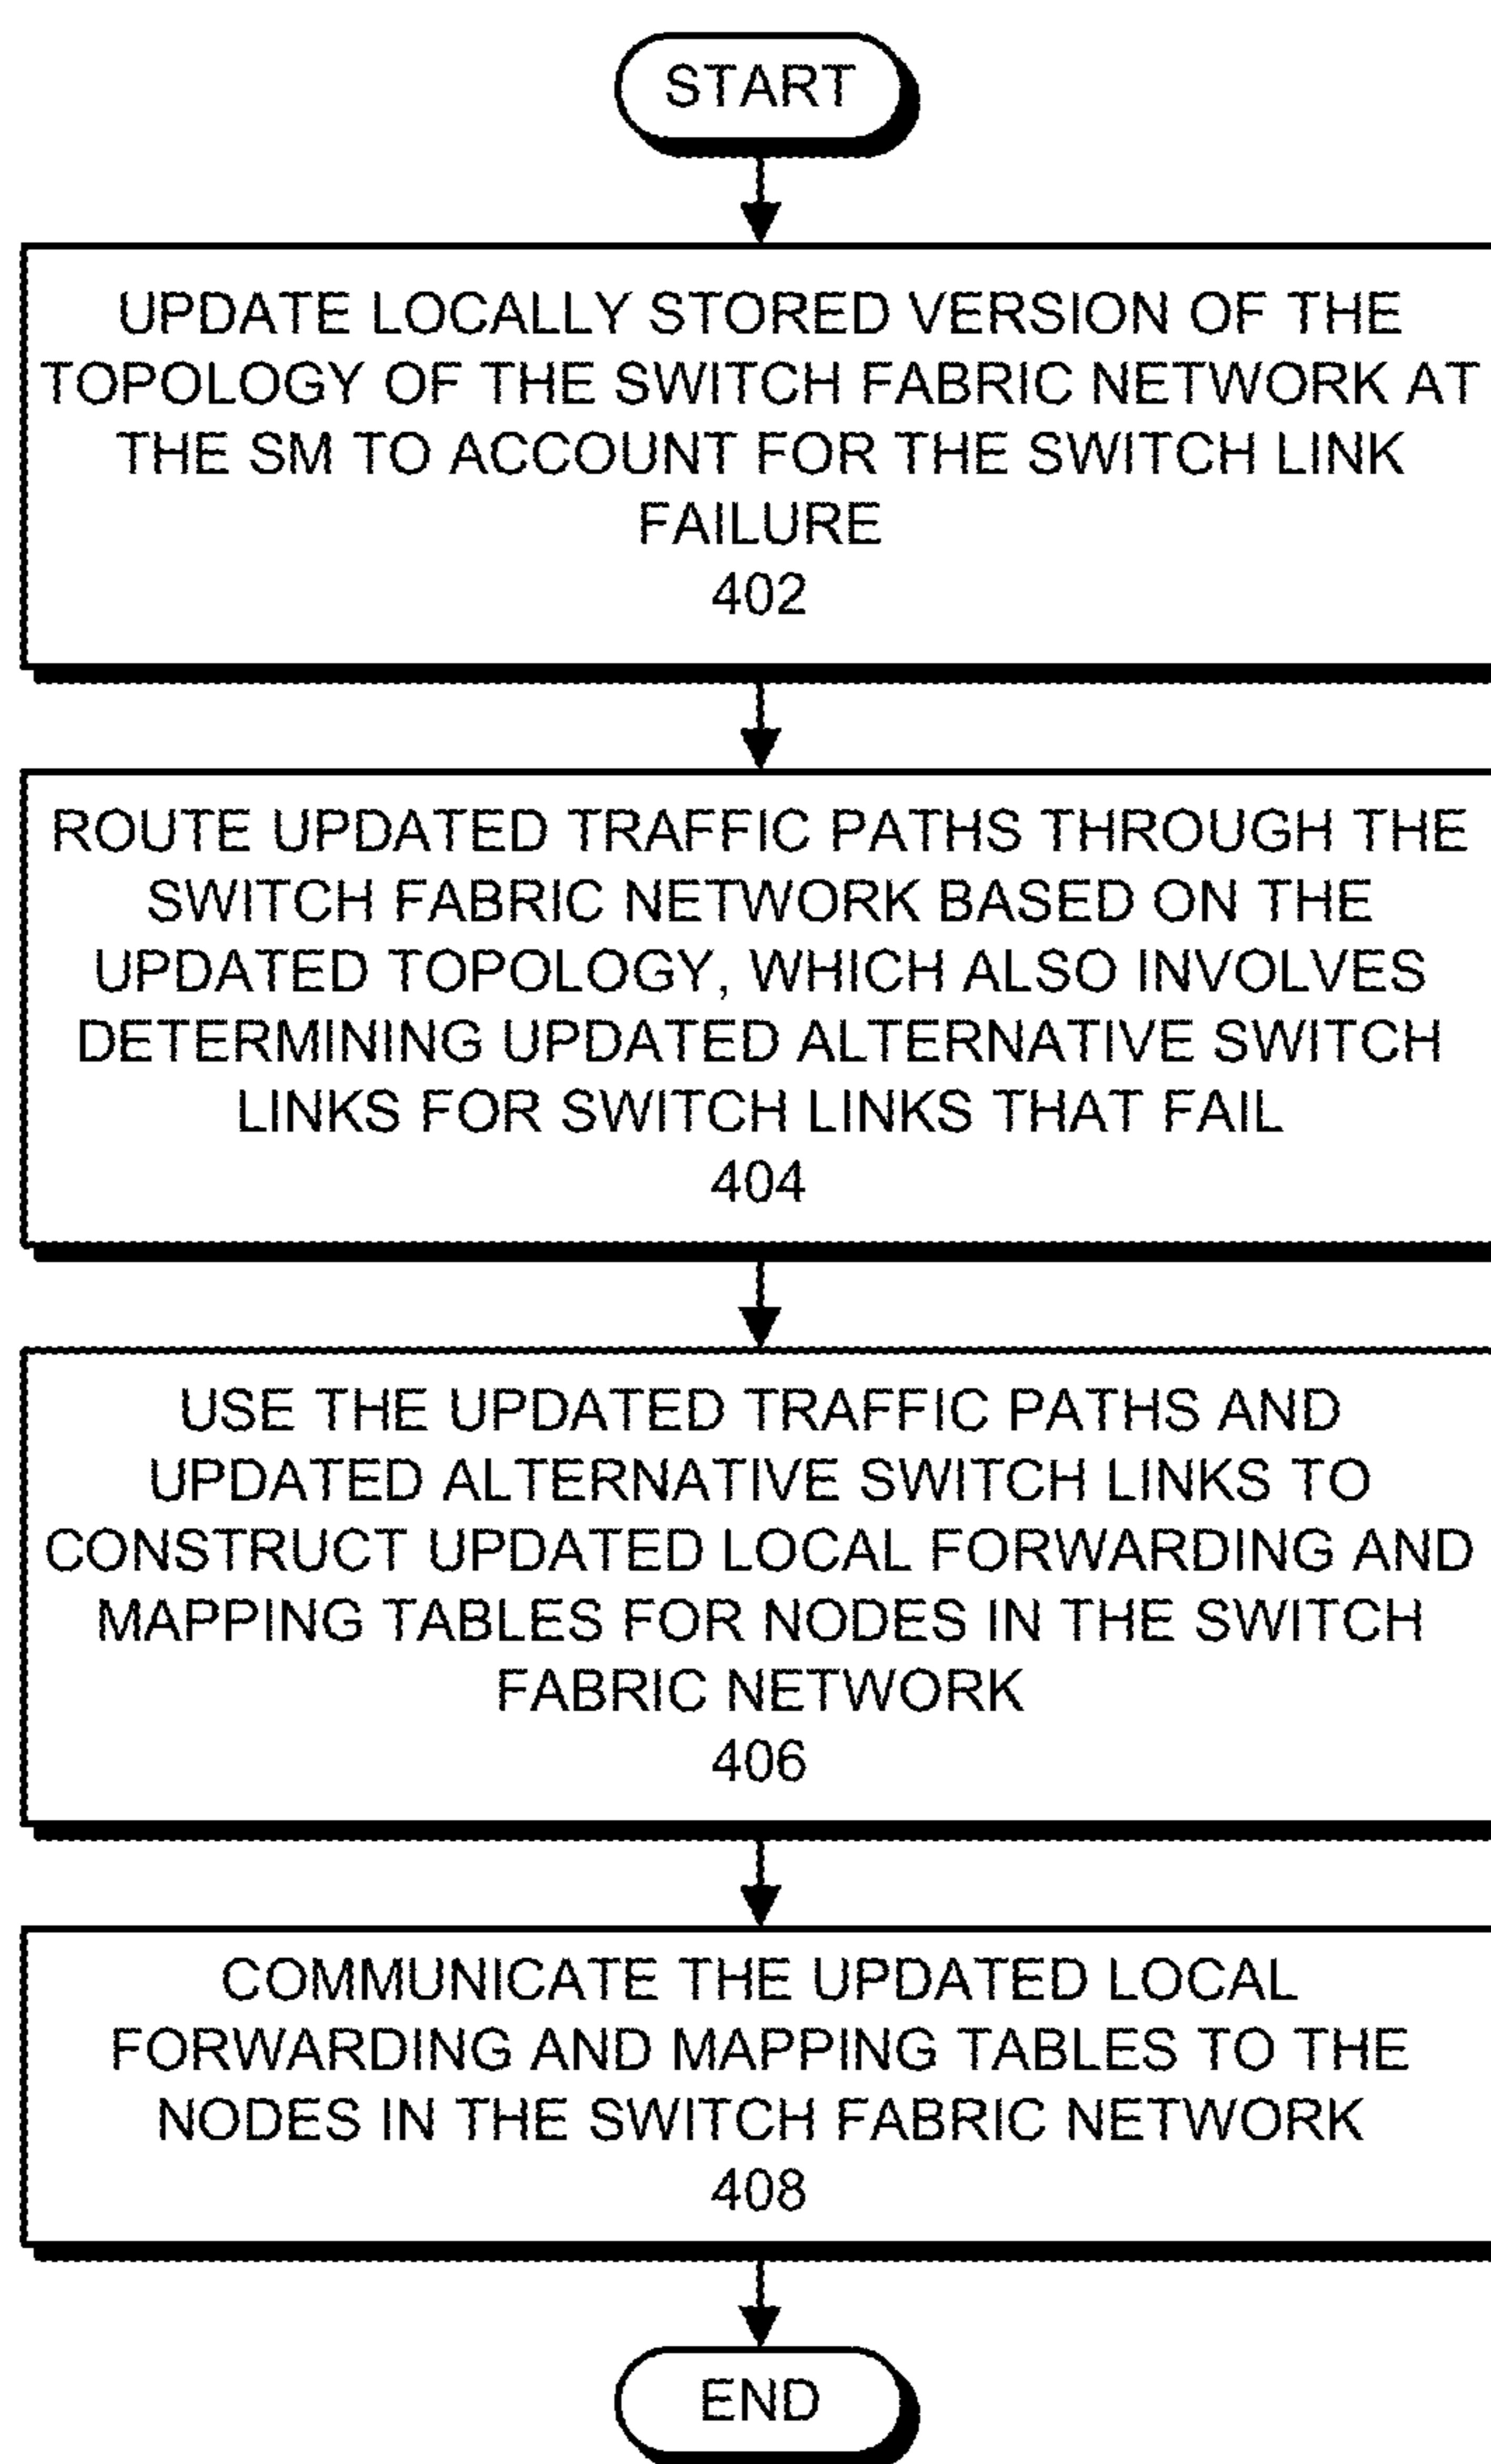 START
UPDATE LOCALLY STORED VERSION OF THE
TOPOLOGY OF THE SWITCH FABRIC NETWORK AT
THE SM TO ACCOUNT FOR THE SWITCH LINK
FAILURE
402
ROUTE UPDATED TRAFFIC PATHS THROUGH THE
SWITCH FABRIC NETWORK BASED ON THE
UPDATED TOPOLOGY, WHICH ALSO INVOLVES
DETERMINING UPDATED ALTERNATIVE SWITCH
LINKS FOR SWITCH LINKS THAT FAIL
404
USE THE UPDATED TRAFFIC PATHS AND
UPDATED ALTERNATIVE SWITCH LINKS TO
CONSTRUCT UPDATED LOCAL FORWARDING AND
MAPPING TABLES FOR NODES IN THE SWITCH
FABRIC NETWORK
406
COMMUNICATE THE UPDATED LOCAL
FORWARDING AND MAPPING TABLES TO THE
NODES IN THE SWITCH FABRIC NETWORK
408
END